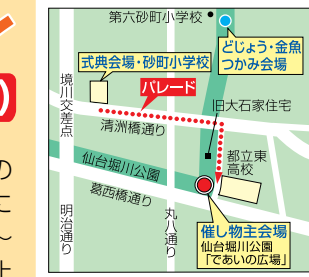 第六砂町小学校
どじょう・金魚
つかみ会場
式典会場・砂町小学校
パレード
旧大石家住宅
境川交差点
清洲橋通り
都立東
高校
仙台堀川公園
葛西橋通り
明治通り
丸八通り
催し物主会場
仙台堀川公園
「であいの広場」
の
に
～